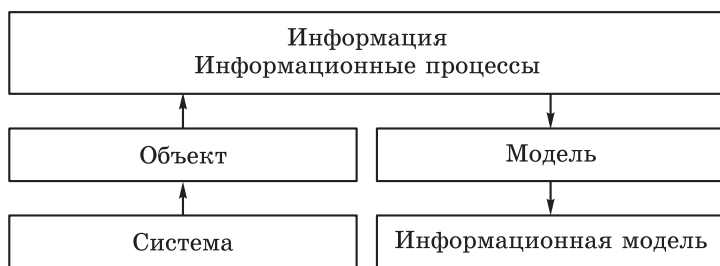 Информация
Информационные процессы
Объект
Модель
Система
Информационная модель